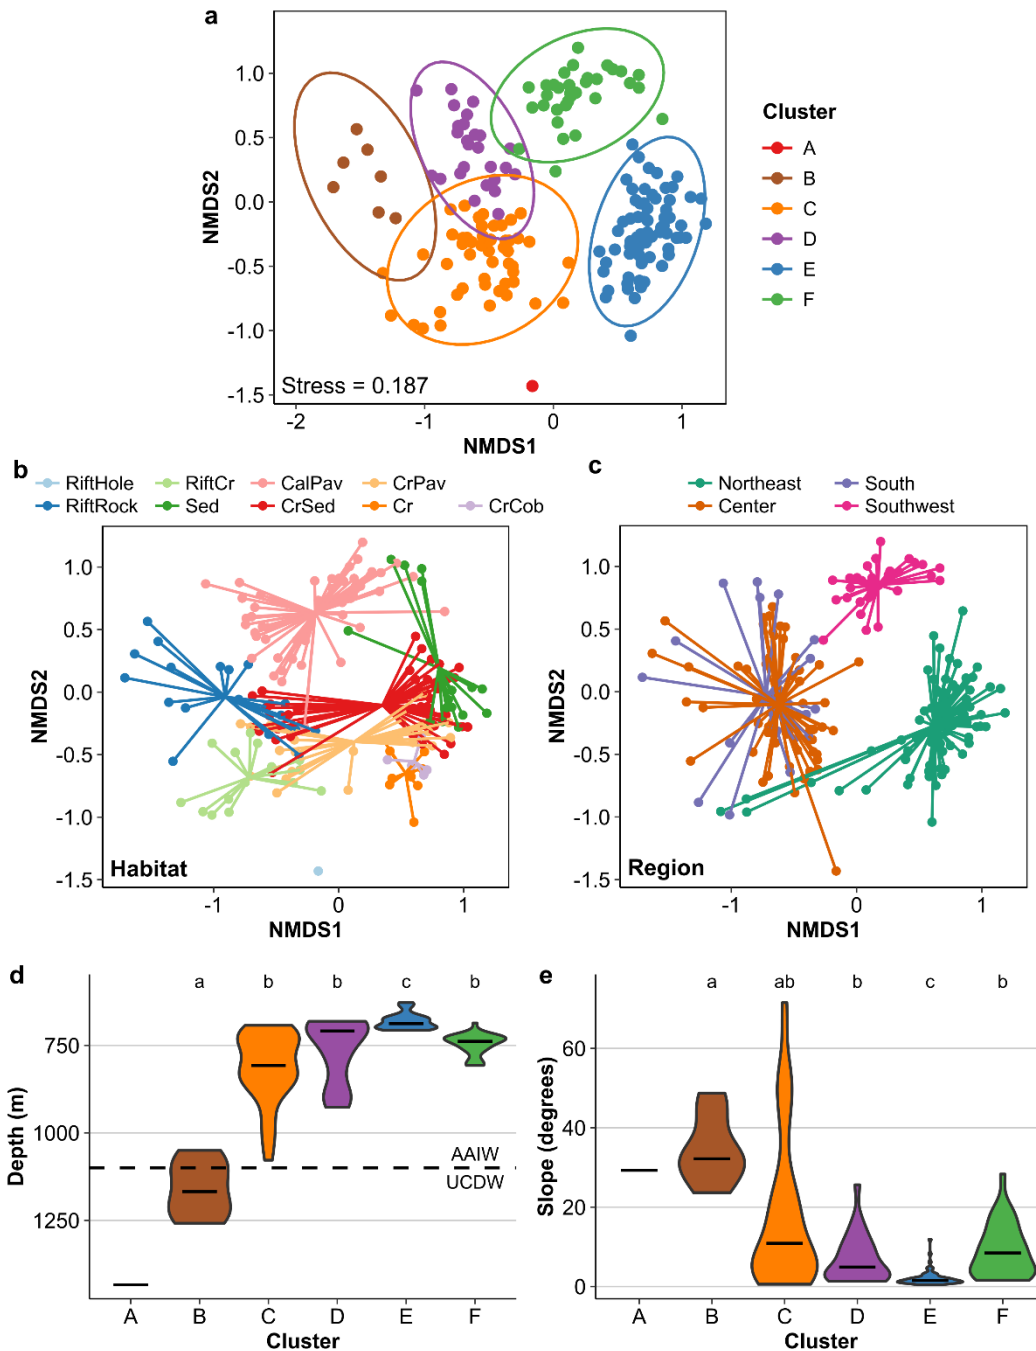 a
NMDS2
1.0
0.5
0.0
-0.5
-1.0
-1.5
Stress = 0.187
-2 -1 0 1
NMDS1
Cluster
A
B
C
D
E
F
b
RiftHole RiftCr CalPav CrPav
RiftRock Sed CrSed Cr CrCob
NMDS2
1.0
0.5
0.0
-0.5
-1.0
-1.5
Habitat
-1 0 1
NMDS1
c
Northeast South
Center Southwest
NMDS2
1.0
0.5
0.0
-0.5
-1.0
-1.5
Region
-1 0 1
NMDS1
d
a b b c b
Depth (m)
750
1000
1250
AAIW
UCDW
A B C D E F
Cluster
e
a ab b c b
Slope (degrees)
60
40
20
0
A B C D E F
Cluster